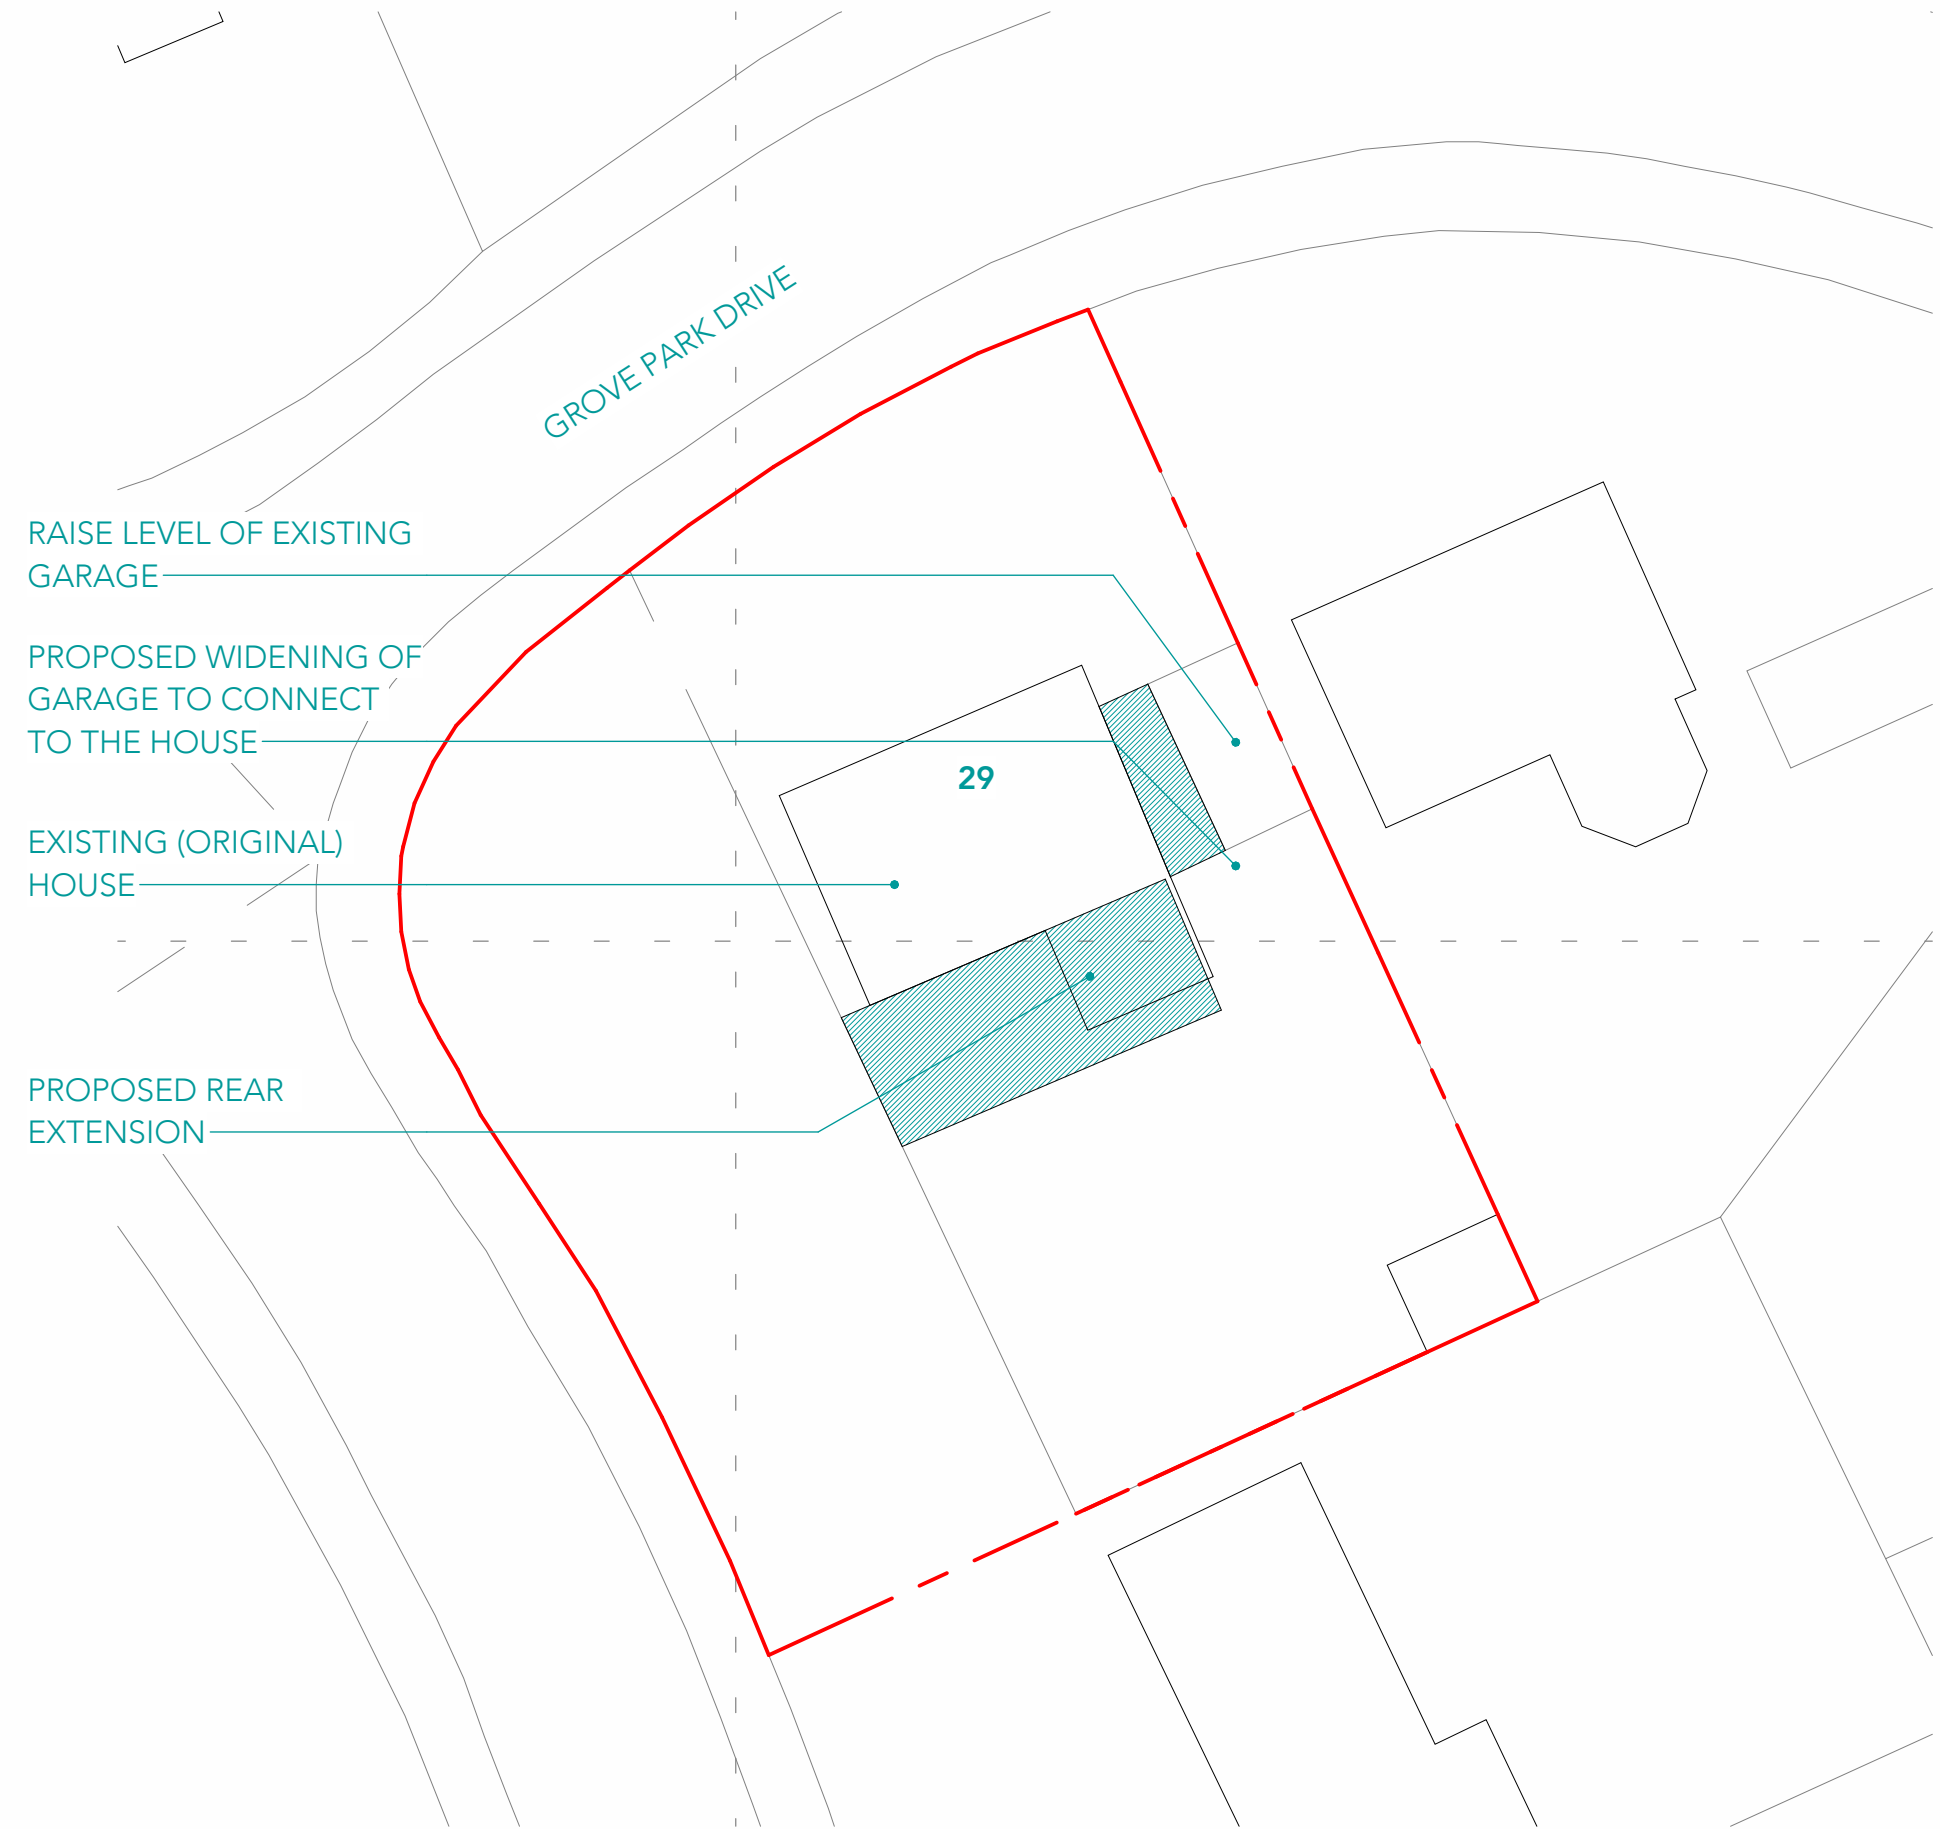 GROVE PARK DRIVE
RAISE LEVEL OF EXISTING
GARAGE
PROPOSED WIDENING OF
GARAGE TO CONNECT
TO THE HOUSE
29
EXISTING (ORIGINAL)
HOUSE
PROPOSED REAR
EXTENSION